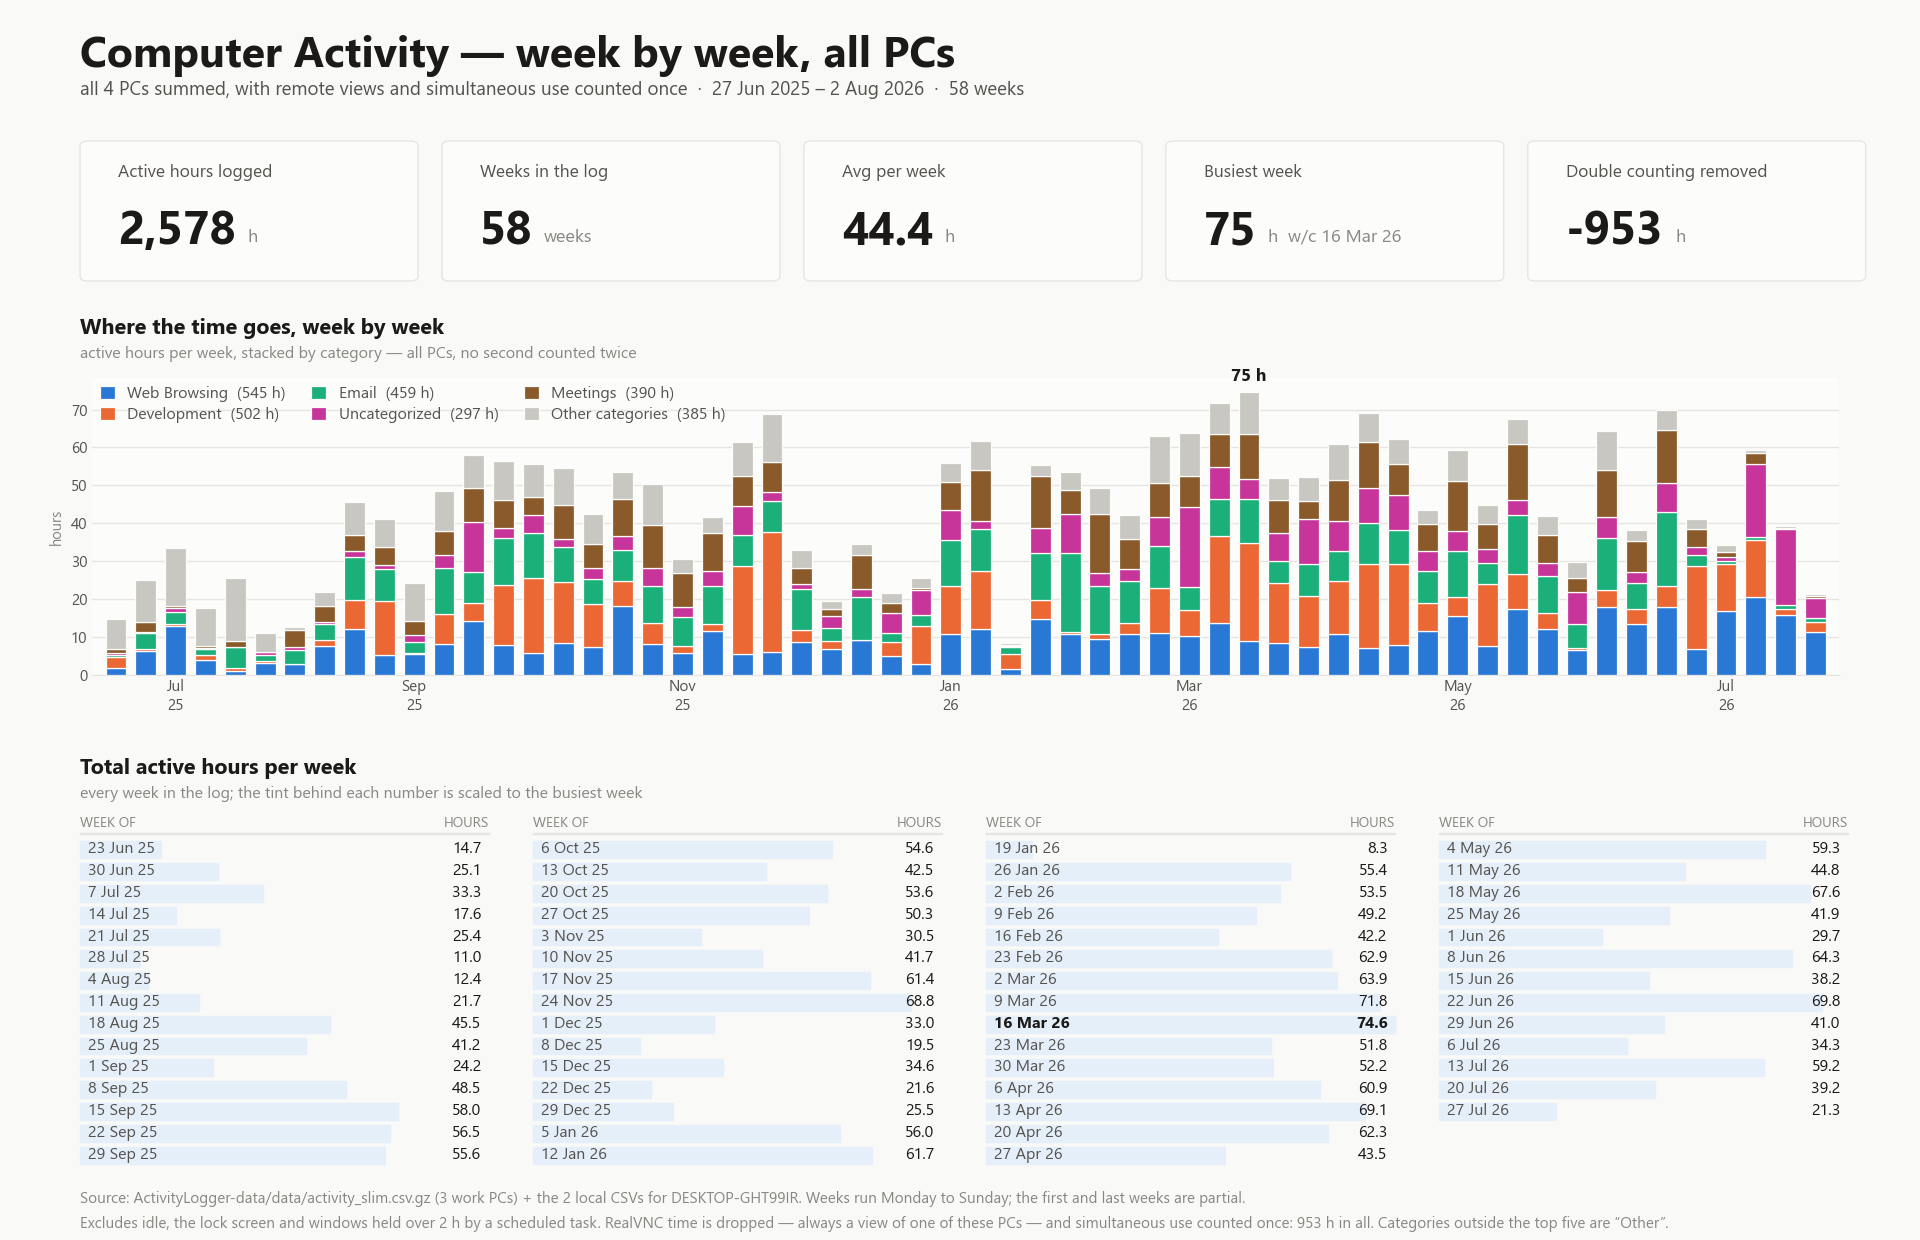 Computer Activity — week by week, all PCs
all 4 PCs summed, with remote views and simultaneous use counted once · 27 Jun 2025 – 2 Aug 2026 · 58 weeks
Active hours logged
2,578 h
Weeks in the log
58 weeks
Avg per week
44.4 h
Busiest week
75 h w/c 16 Mar 26
Double counting removed
-953 h
Where the time goes, week by week
active hours per week, stacked by category — all PCs, no second counted twice
75 h
Web Browsing (545 h) Email (459 h) Meetings (390 h)
Development (502 h) Uncategorized (297 h) Other categories (385 h)
hours
70
60
50
40
30
20
10
0
Jul Sep Nov Jan Mar May Jul
25 25 25 26 26 26 26
Total active hours per week
every week in the log; the tint behind each number is scaled to the busiest week
WEEK OF HOURS
23 Jun 25 14.7
30 Jun 25 25.1
7 Jul 25 33.3
14 Jul 25 17.6
21 Jul 25 25.4
28 Jul 25 11.0
4 Aug 25 12.4
11 Aug 25 21.7
18 Aug 25 45.5
25 Aug 25 41.2
1 Sep 25 24.2
8 Sep 25 48.5
15 Sep 25 58.0
22 Sep 25 56.5
29 Sep 25 55.6
WEEK OF HOURS
6 Oct 25 54.6
13 Oct 25 42.5
20 Oct 25 53.6
27 Oct 25 50.3
3 Nov 25 30.5
10 Nov 25 41.7
17 Nov 25 61.4
24 Nov 25 68.8
1 Dec 25 33.0
8 Dec 25 19.5
15 Dec 25 34.6
22 Dec 25 21.6
29 Dec 25 25.5
5 Jan 26 56.0
12 Jan 26 61.7
WEEK OF HOURS
19 Jan 26 8.3
26 Jan 26 55.4
2 Feb 26 53.5
9 Feb 26 49.2
16 Feb 26 42.2
23 Feb 26 62.9
2 Mar 26 63.9
9 Mar 26 71.8
16 Mar 26 74.6
23 Mar 26 51.8
30 Mar 26 52.2
6 Apr 26 60.9
13 Apr 26 69.1
20 Apr 26 62.3
27 Apr 26 43.5
WEEK OF HOURS
4 May 26 59.3
11 May 26 44.8
18 May 26 67.6
25 May 26 41.9
1 Jun 26 29.7
8 Jun 26 64.3
15 Jun 26 38.2
22 Jun 26 69.8
29 Jun 26 41.0
6 Jul 26 34.3
13 Jul 26 59.2
20 Jul 26 39.2
27 Jul 26 21.3
Source: ActivityLogger-data/data/activity_slim.csv.gz (3 work PCs) + the 2 local CSVs for DESKTOP-GHT99IR. Weeks run Monday to Sunday; the first and last weeks are partial.
Excludes idle, the lock screen and windows held over 2 h by a scheduled task. RealVNC time is dropped — always a view of one of these PCs — and simultaneous use counted once: 953 h in all. Categories outside the top five are “Other”.